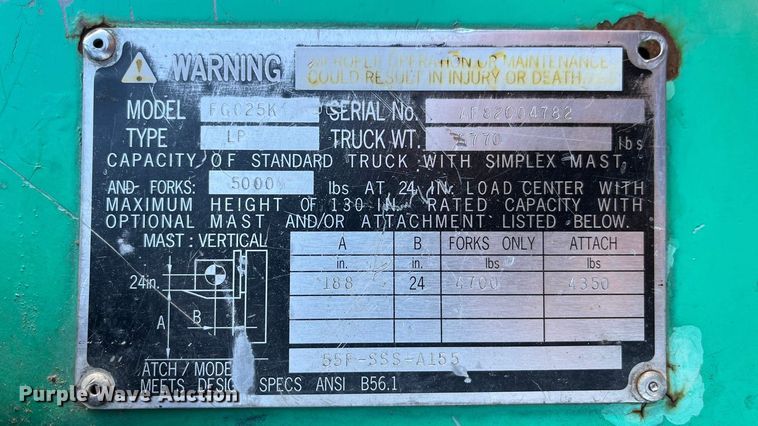 WARNING
IMPROPER OPERATION OR MAINTENANCE
COULD RESULT IN INJURY OR DEATH.
MODEL FGC25K SERIAL No. AF82D04782
TYPE LP TRUCK WT. lbs
CAPACITY OF STANDARD TRUCK WITH SIMPLEX MAST
AND FORKS: 5000 lbs AT 24 IN. LOAD CENTER WITH
MAXIMUM HEIGHT OF 130 IN. RATED CAPACITY WITH
OPTIONAL MAST AND/OR ATTACHMENT LISTED BELOW.
MAST : VERTICAL A B FORKS ONLY ATTACH
in. in. lbs lbs
24in. 188 24 4700 4350
B
A
ATCH / MODEL 55F-SSS-A155
MEETS DESIGN SPECS ANSI B56.1
Purple Wave Auction